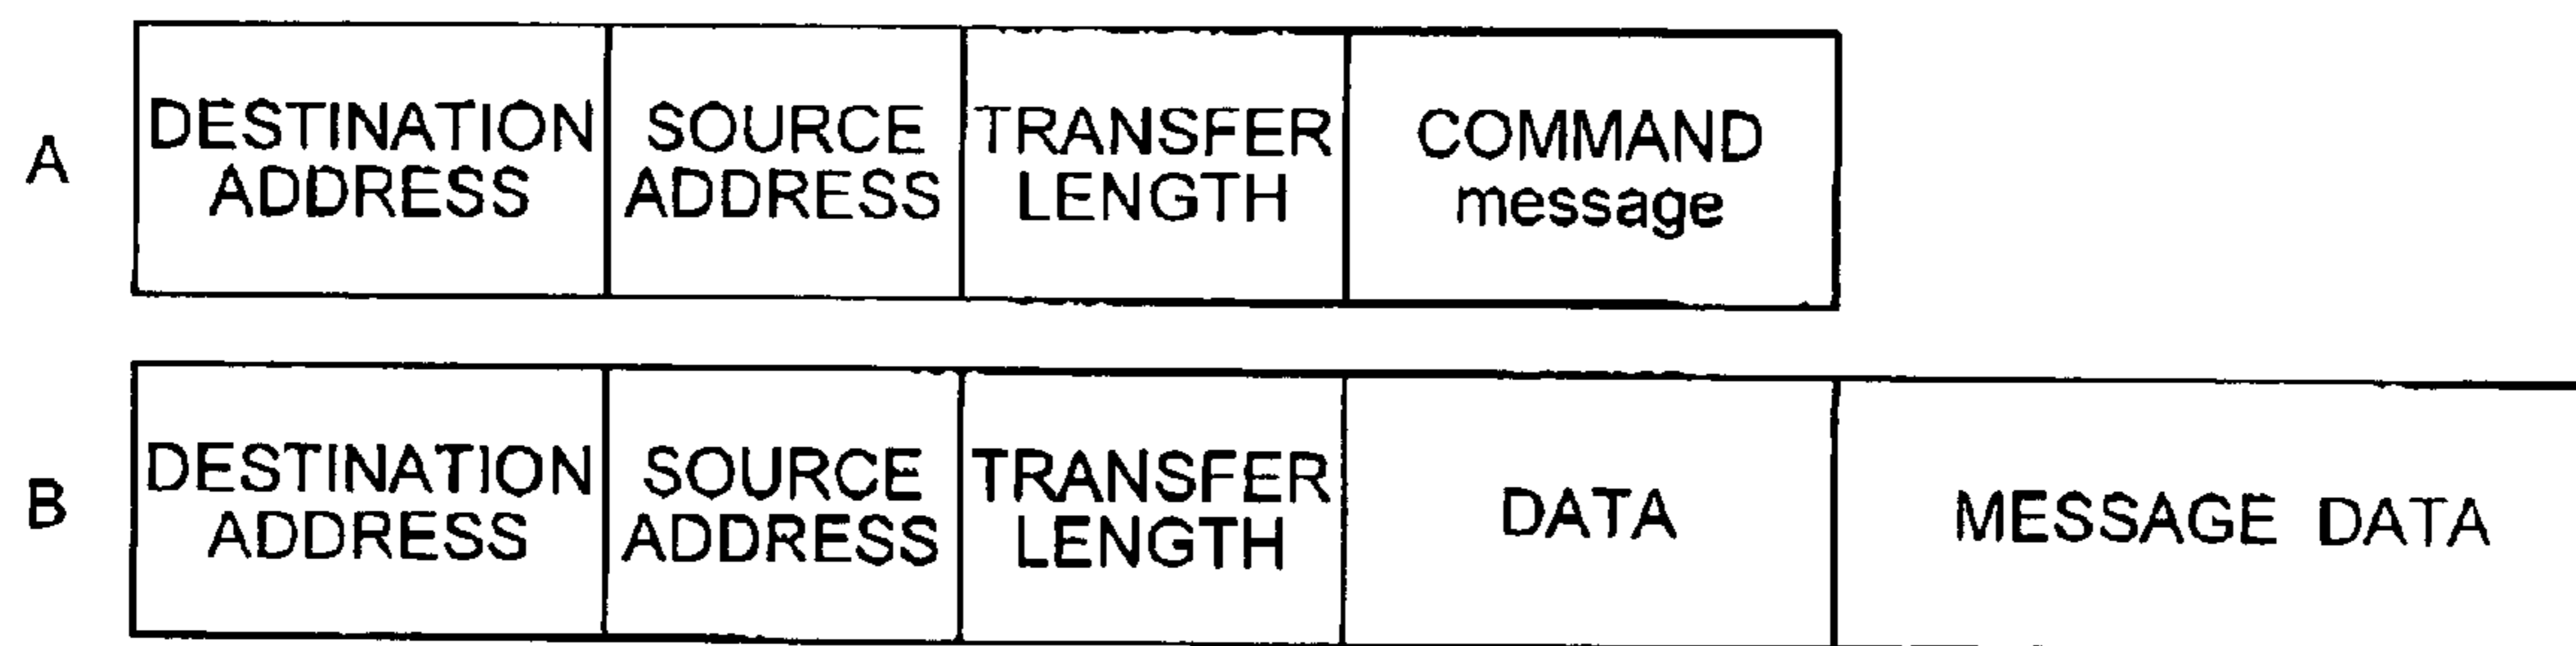 A
DESTINATION
ADDRESS
SOURCE
ADDRESS
TRANSFER
LENGTH
COMMAND
message
B
DESTINATION
ADDRESS
SOURCE
ADDRESS
TRANSFER
LENGTH
DATA
MESSAGE DATA